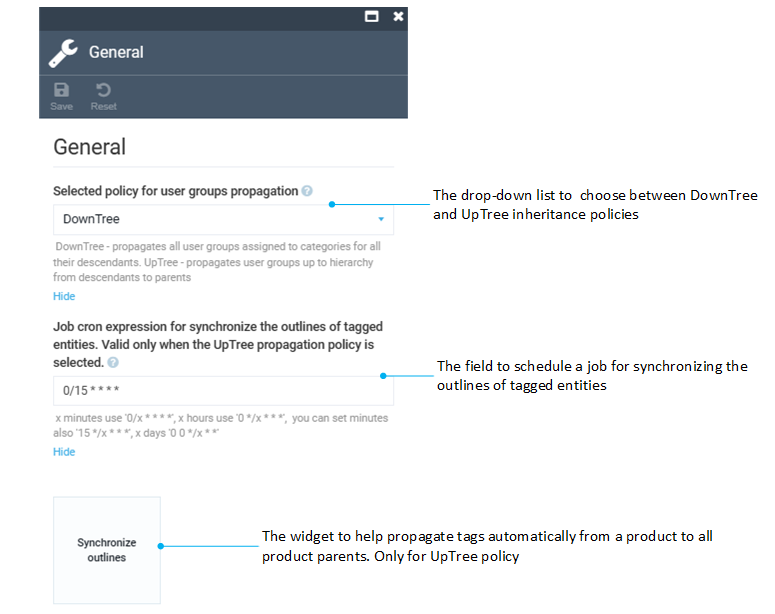 General
Save Reset
General
Selected policy for user groups propagation ?
The drop-down list to choose between DownTree
and UpTree inheritance policies
DownTree
DownTree - propagates all user groups assigned to categories for all
their descendants. UpTree - propagates user groups up to hierarchy
from descendants to parents
Hide
Job cron expression for synchronize the outlines of tagged
entities. Valid only when the UpTree propagation policy is
selected. ?
The field to schedule a job for synchronizing the
outlines of tagged entities
0/15 * * * *
x minutes use '0/x * * * *', x hours use '0 */x * * *', you can set minutes
also '15 */x * * *', x days '0 0 */x * *'
Hide
Synchronize
outlines
The widget to help propagate tags automatically from a product to all
product parents. Only for UpTree policy